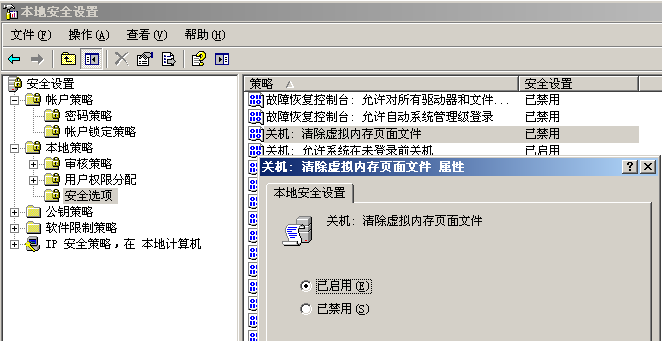 本地安全设置
文件(F) 操作(A) 查看(V) 帮助(H)
安全设置
帐户策略
密码策略
帐户锁定策略
本地策略
审核策略
用户权限分配
安全选项
公钥策略
软件限制策略
IP 安全策略,在 本地计算机
策略 安全设置
故障恢复控制台: 允许对所有驱动器和文件... 已禁用
故障恢复控制台: 允许自动系统管理级登录 已禁用
关机: 清除虚拟内存页面文件 已禁用
关机: 允许系统在未登录前关机 已启用
关机: 清除虚拟内存页面文件 属性
本地安全设置
关机: 清除虚拟内存页面文件
已启用(E)
已禁用(S)